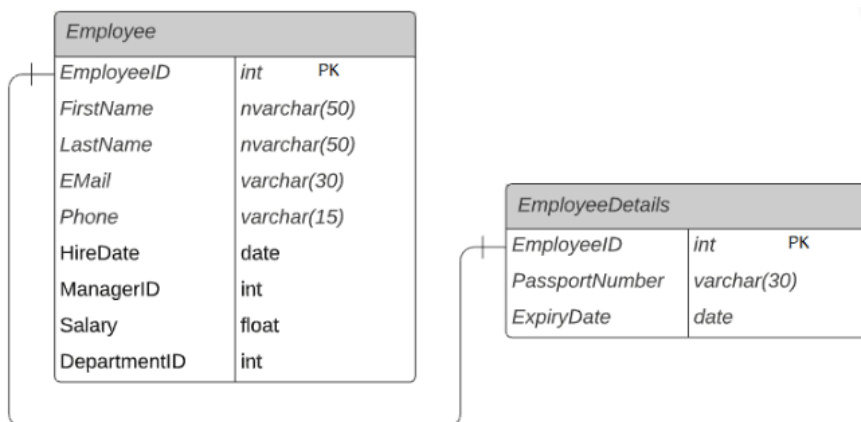 Employee
EmployeeID int PK
FirstName nvarchar(50)
LastName nvarchar(50)
EMail varchar(30)
Phone varchar(15)
HireDate date
ManagerID int
Salary float
DepartmentID int
EmployeeDetails
EmployeeID int PK
PassportNumber varchar(30)
ExpiryDate date